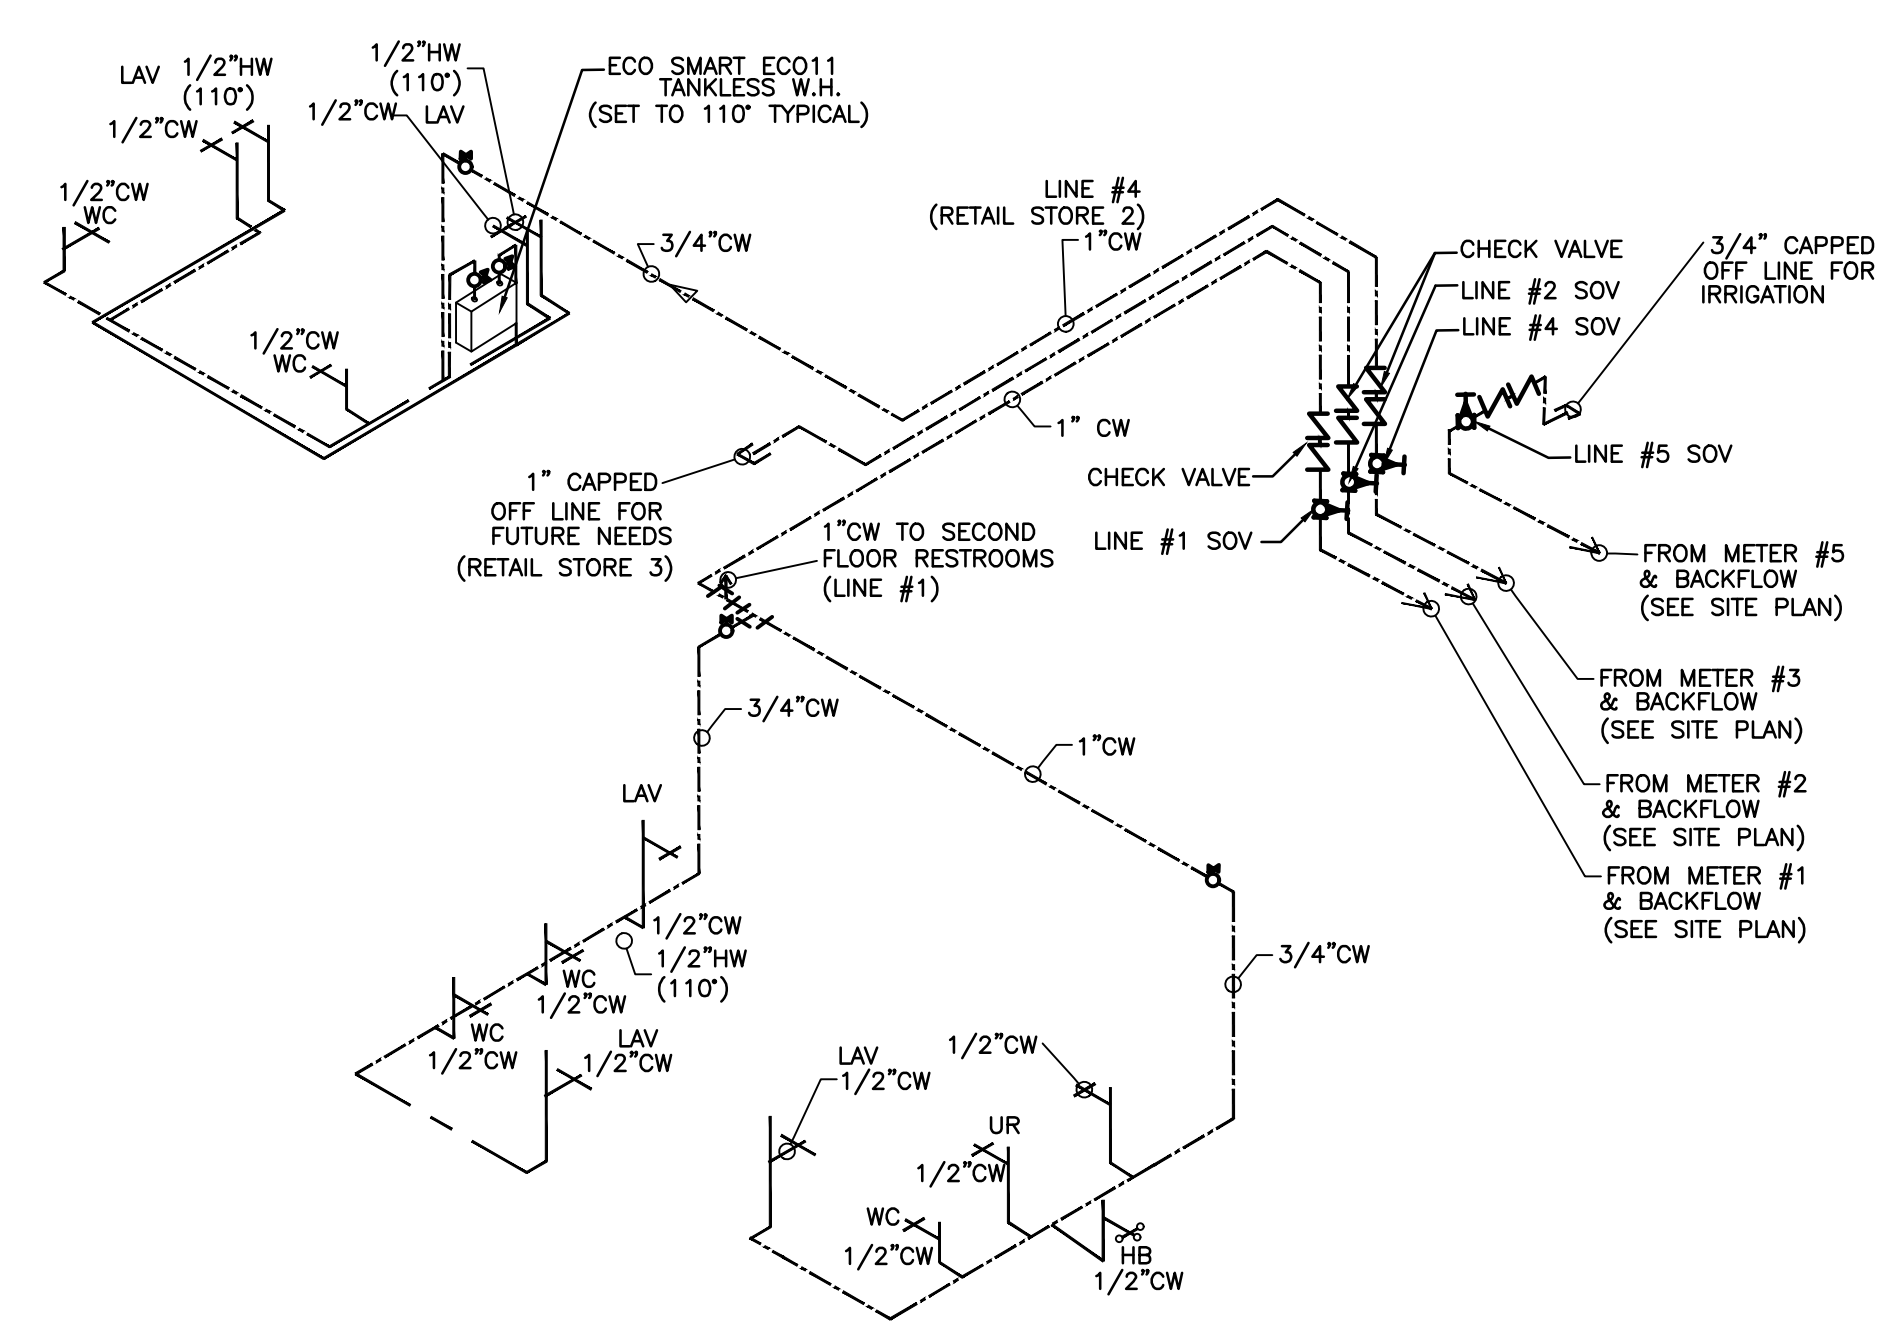 LAV
1/2"HW
(110°)
1/2"CW
1/2"CW
WC
1/2"HW
(110°)
1/2"CW
LAV
ECO SMART ECO11
TANKLESS W.H.
(SET TO 110° TYPICAL)
3/4"CW
1/2"CW
WC
LINE #4
(RETAIL STORE 2)
1"CW
1" CW
CHECK VALVE
LINE #2 SOV
LINE #4 SOV
3/4" CAPPED
OFF LINE FOR
IRRIGATION
LINE #5 SOV
CHECK VALVE
LINE #1 SOV
1" CAPPED
OFF LINE FOR
FUTURE NEEDS
(RETAIL STORE 3)
1"CW TO SECOND
FLOOR RESTROOMS
(LINE #1)
FROM METER #5
& BACKFLOW
(SEE SITE PLAN)
FROM METER #3
& BACKFLOW
(SEE SITE PLAN)
FROM METER #2
& BACKFLOW
(SEE SITE PLAN)
FROM METER #1
& BACKFLOW
(SEE SITE PLAN)
3/4"CW
1"CW
LAV
1/2"CW
1/2"HW
(110°)
WC
1/2"CW
WC
1/2"CW
LAV
1/2"CW
3/4"CW
LAV
1/2"CW
1/2"CW
UR
1/2"CW
WC
1/2"CW
HB
1/2"CW